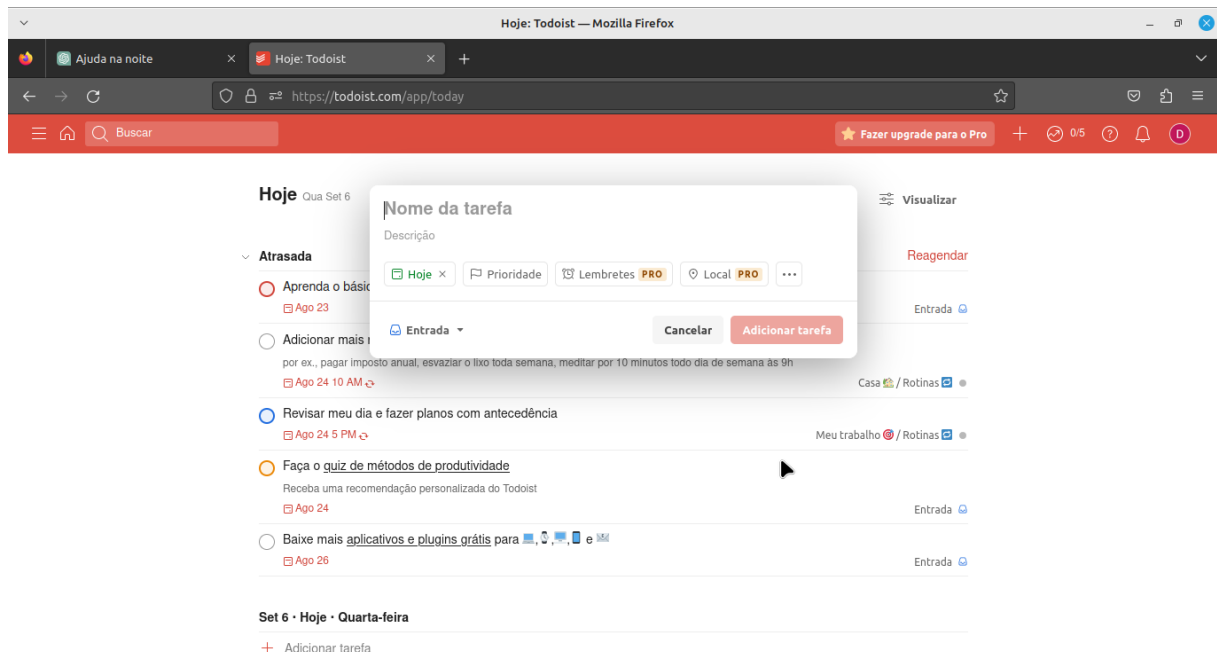 Hoje: Todoist — Mozilla Firefox
Ajuda na noite
Hoje: Todoist
https://todoist.com/app/today
Buscar
Fazer upgrade para o Pro
0/5
D
Hoje Qua Set 6
Visualizar
Nome da tarefa
Descrição
Hoje
Prioridade
Lembretes PRO
Local PRO
Entrada
Cancelar
Adicionar tarefa
Atrasada
Reagendar
Aprenda o básic
Ago 23
Entrada
Adicionar mais
por ex., pagar imposto anual, esvaziar o lixo toda semana, meditar por 10 minutos todo dia de semana às 9h
Ago 24 10 AM
Casa / Rotinas
Revisar meu dia e fazer planos com antecedência
Ago 24 5 PM
Meu trabalho / Rotinas
Faça o quiz de métodos de produtividade
Receba uma recomendação personalizada do Todoist
Ago 24
Entrada
Baixe mais aplicativos e plugins grátis para 💻,⌚,🖥,📱 e 📧
Ago 26
Entrada
Set 6 · Hoje · Quarta-feira
Adicionar tarefa